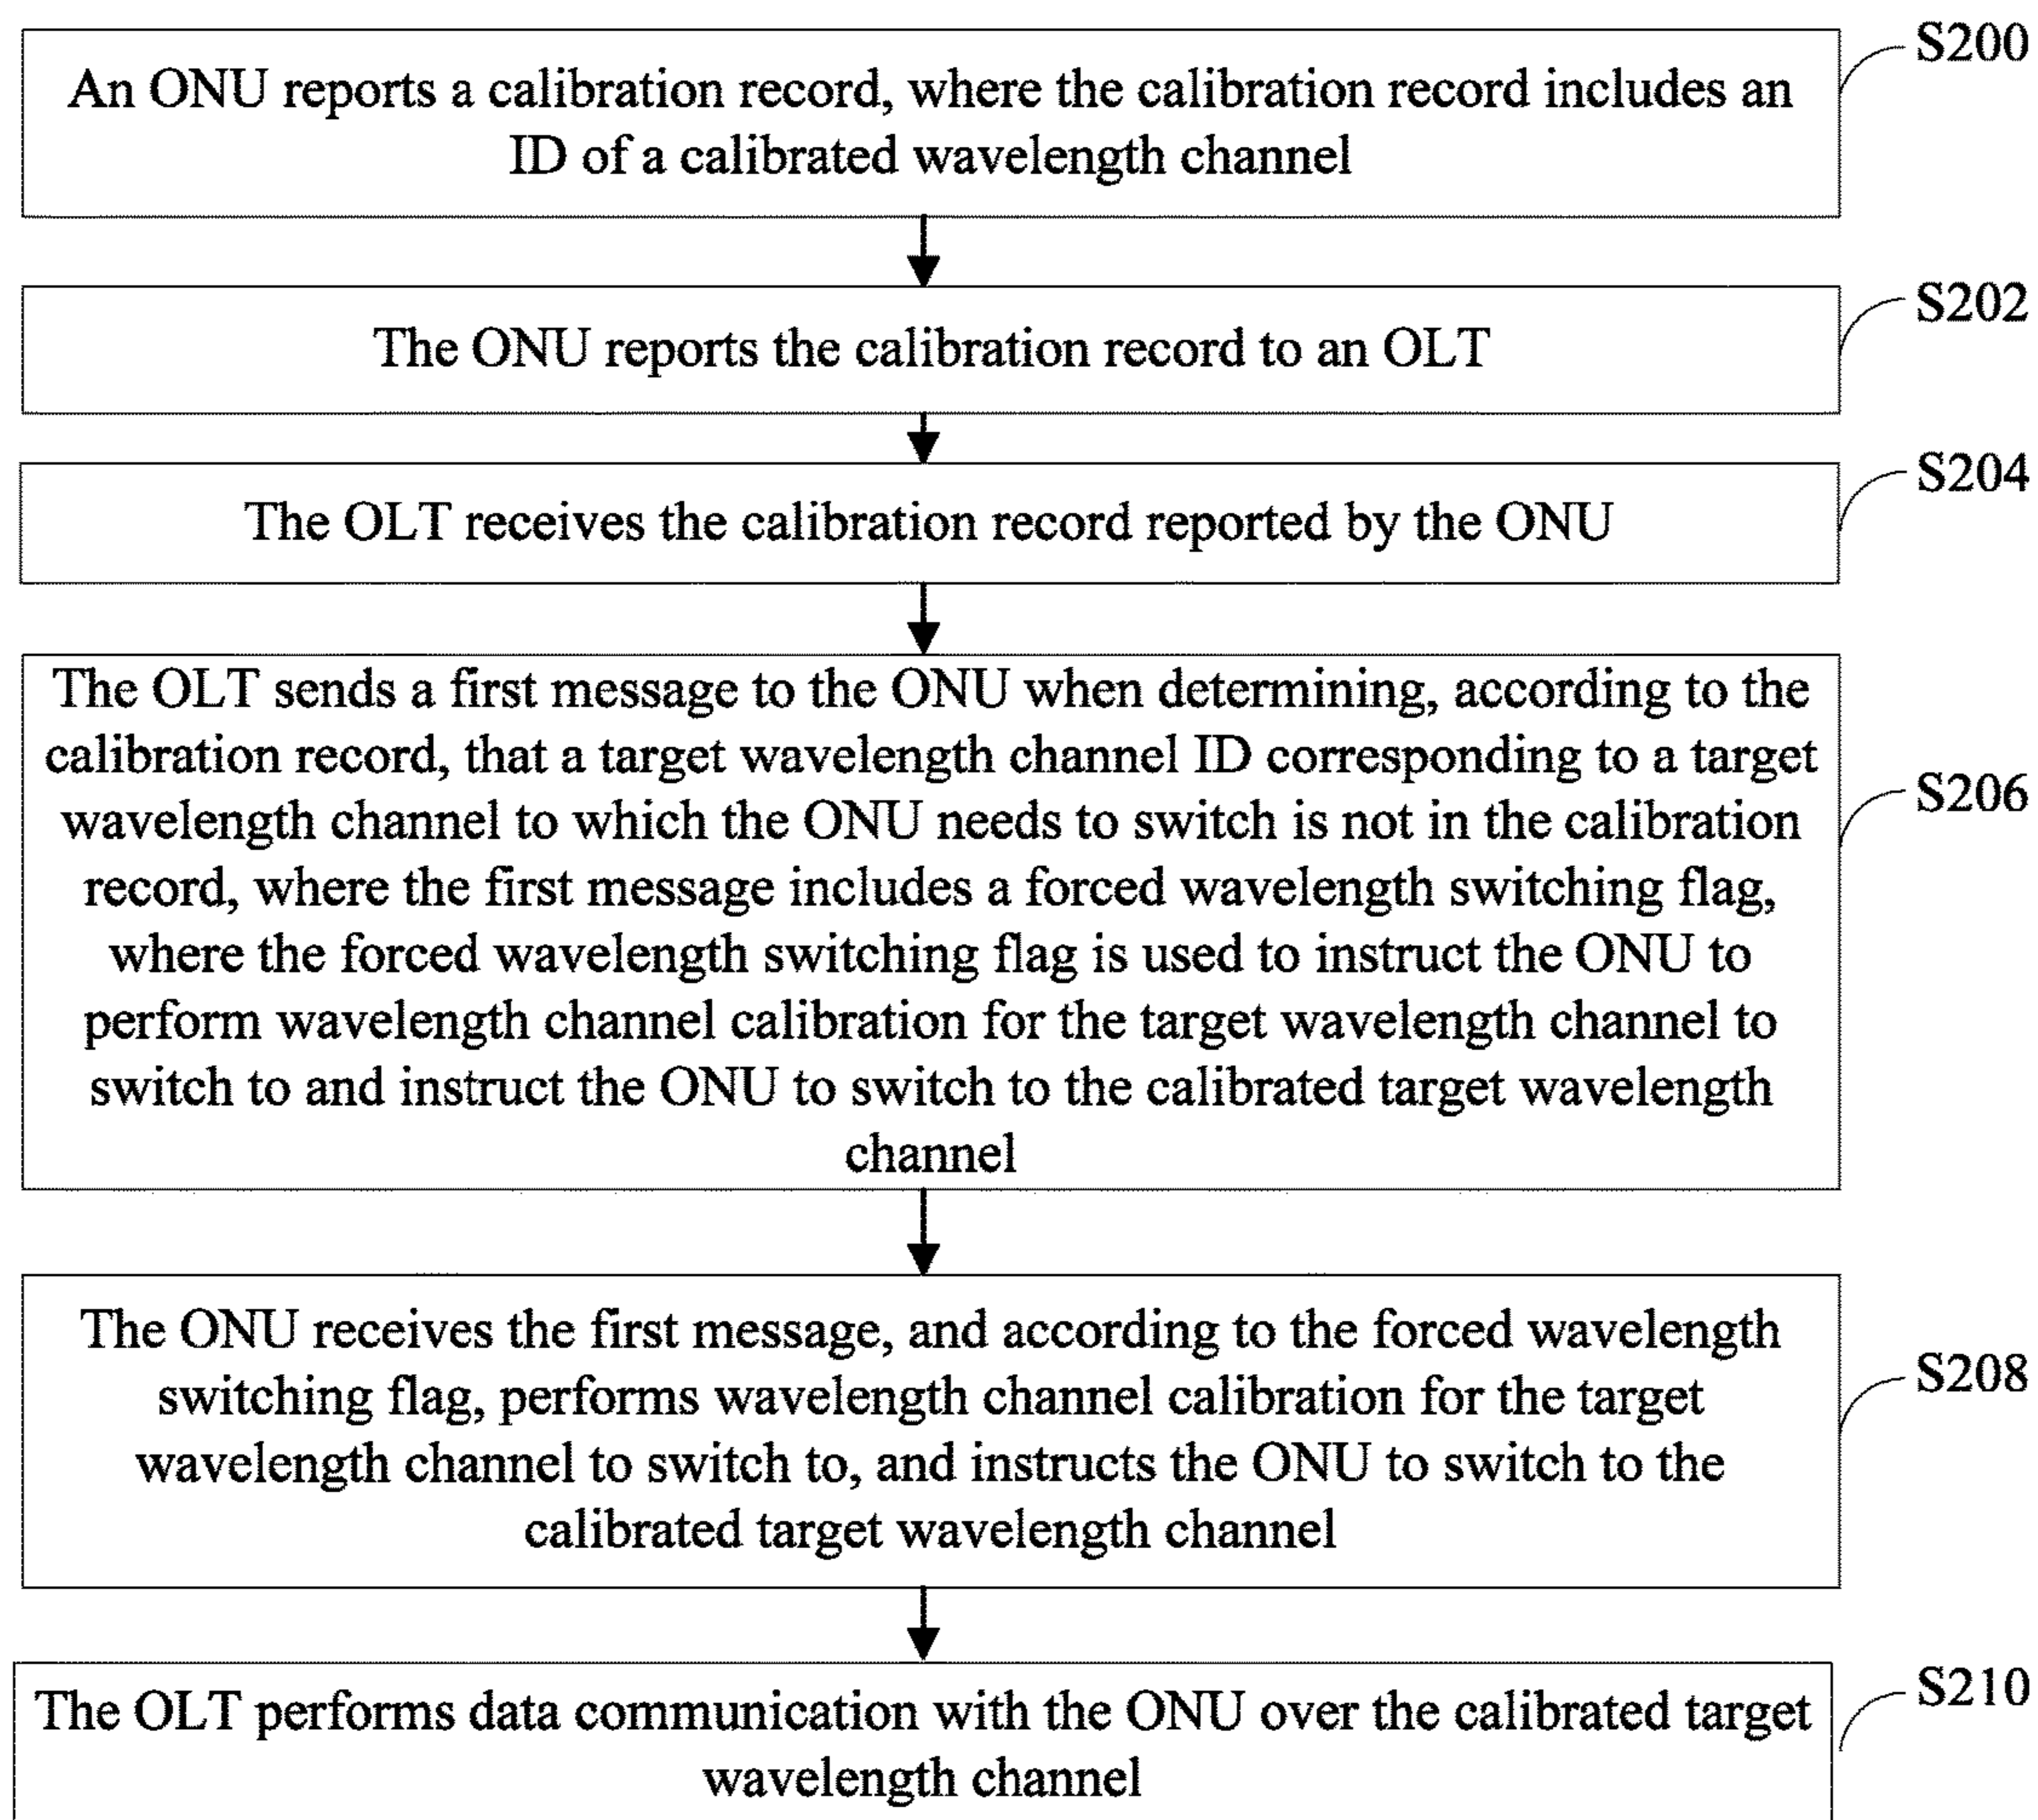 An ONU reports a calibration record, where the calibration record includes an
ID of a calibrated wavelength channel
S200
The ONU reports the calibration record to an OLT
S202
The OLT receives the calibration record reported by the ONU
S204
The OLT sends a first message to the ONU when determining, according to the
calibration record, that a target wavelength channel ID corresponding to a target
wavelength channel to which the ONU needs to switch is not in the calibration
record, where the first message includes a forced wavelength switching flag,
where the forced wavelength switching flag is used to instruct the ONU to
perform wavelength channel calibration for the target wavelength channel to
switch to and instruct the ONU to switch to the calibrated target wavelength
channel
S206
The ONU receives the first message, and according to the forced wavelength
switching flag, performs wavelength channel calibration for the target
wavelength channel to switch to, and instructs the ONU to switch to the
calibrated target wavelength channel
S208
The OLT performs data communication with the ONU over the calibrated target
wavelength channel
S210